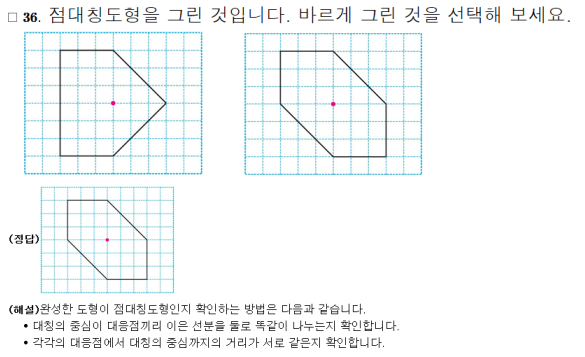 □ 36. 점대칭도형을 그린 것입니다. 바르게 그린 것을 선택해 보세요.
(정답)
(해설)완성한 도형이 점대칭도형인지 확인하는 방법은 다음과 같습니다.
• 대칭의 중심이 대응점끼리 이은 선분을 둘로 똑같이 나누는지 확인합니다.
• 각각의 대응점에서 대칭의 중심까지의 거리가 서로 같은지 확인합니다.